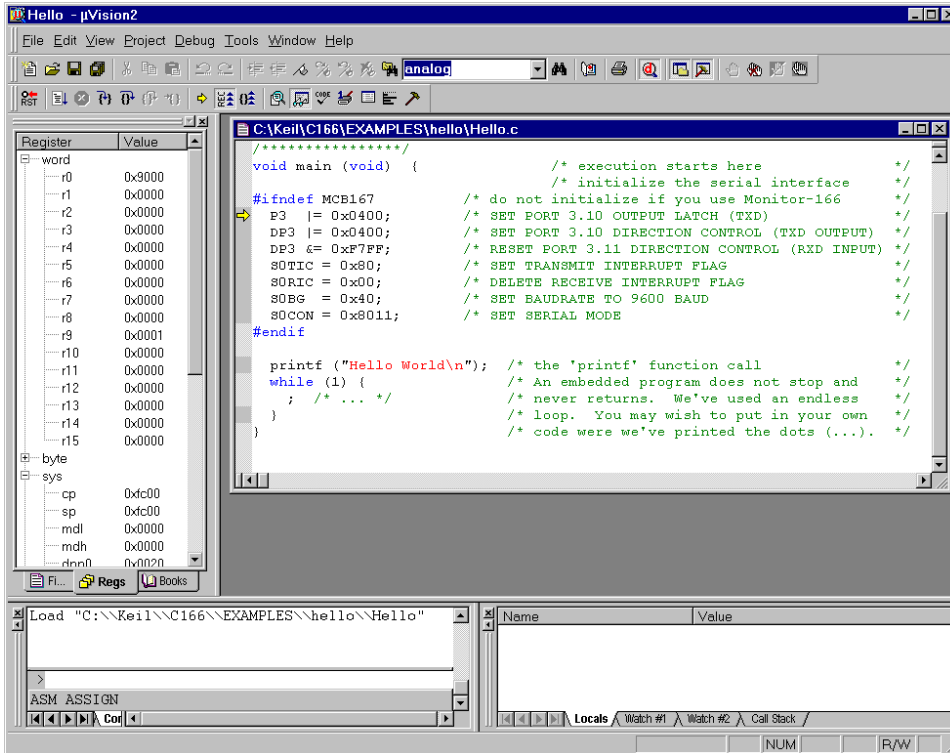 Hello - µVision2
File Edit View Project Debug Tools Window Help
analog
RST
CODE
Register Value
word
r0 0x9000
r1 0x0000
r2 0x0000
r3 0x0000
r4 0x0000
r5 0x0000
r6 0x0000
r7 0x0000
r8 0x0000
r9 0x0001
r10 0x0000
r11 0x0000
r12 0x0000
r13 0x0000
r14 0x0000
r15 0x0000
byte
sys
cp 0xfc00
sp 0xfc00
mdl 0x0000
mdh 0x0000
dpp0 0x0020
Fi... Regs Books
C:\Keil\C166\EXAMPLES\hello\Hello.c
/****************/
void main (void) { /* execution starts here */
/* initialize the serial interface */
#ifndef MCB167 /* do not initialize if you use Monitor-166 */
P3 |= 0x0400; /* SET PORT 3.10 OUTPUT LATCH (TXD) */
DP3 |= 0x0400; /* SET PORT 3.10 DIRECTION CONTROL (TXD OUTPUT) */
DP3 &= 0xF7FF; /* RESET PORT 3.11 DIRECTION CONTROL (RXD INPUT) */
S0TIC = 0x80; /* SET TRANSMIT INTERRUPT FLAG */
S0RIC = 0x00; /* DELETE RECEIVE INTERRUPT FLAG */
S0BG = 0x40; /* SET BAUDRATE TO 9600 BAUD */
S0CON = 0x8011; /* SET SERIAL MODE */
#endif
printf ("Hello World\n"); /* the 'printf' function call */
while (1) { /* An embedded program does not stop and */
; /* ... */ /* never returns. We've used an endless */
} /* loop. You may wish to put in your own */
} /* code were we've printed the dots (...). */
Load "C:\\Keil\\C166\\EXAMPLES\\hello\\Hello"
>
ASM ASSIGN
Cor
Name Value
Locals Watch #1 Watch #2 Call Stack
NUM R/W